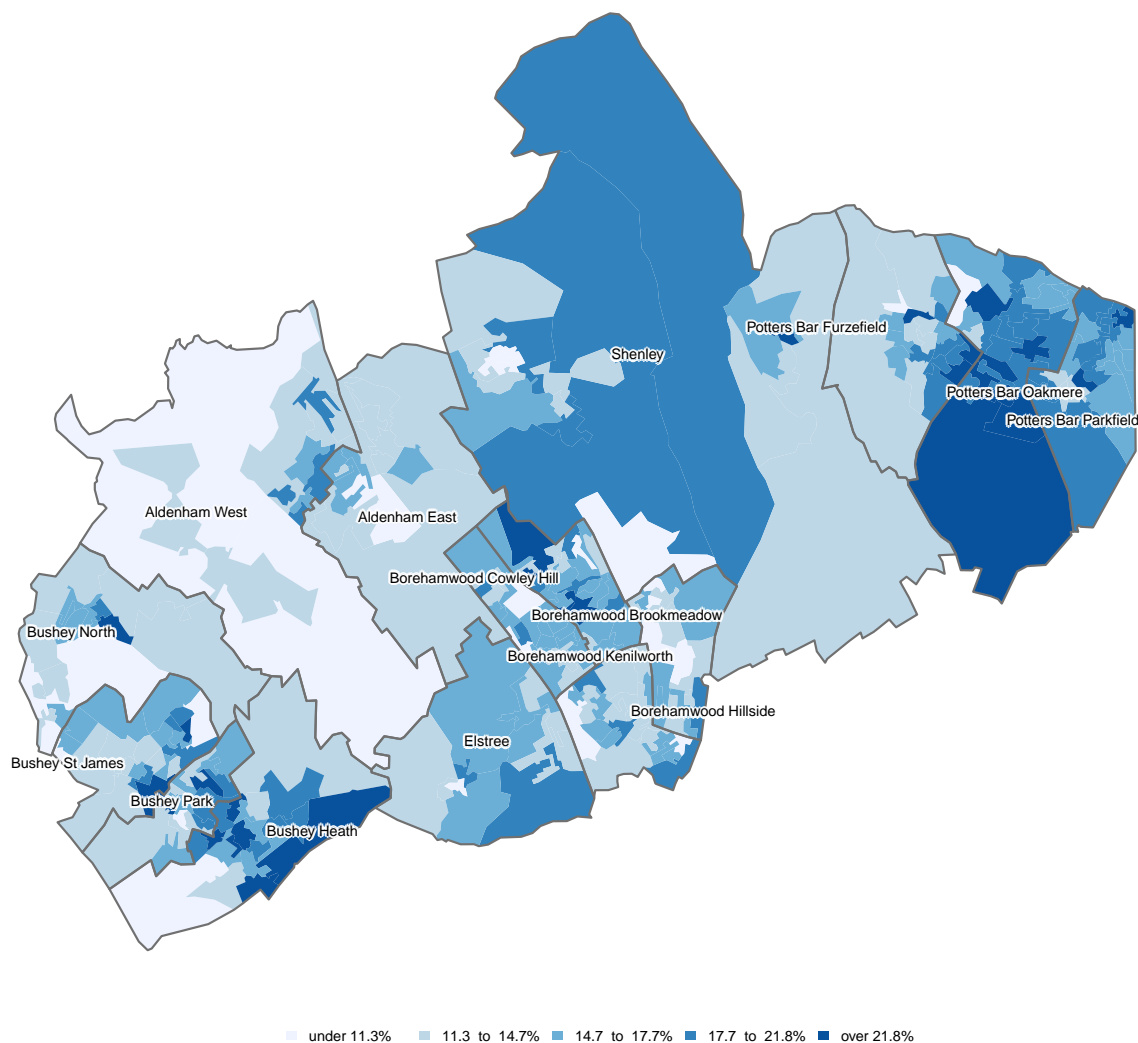 Potters Bar Furzefield
Shenley
Potters Bar Oakmere
Potters Bar Parkfield
Aldenham West
Aldenham East
Borehamwood Cowley Hill
Borehamwood Brookmeadow
Bushey North
Borehamwood Kenilworth
Borehamwood Hillside
Elstree
Bushey St James
Bushey Park
Bushey Heath
under 11.3% 11.3 to 14.7% 14.7 to 17.7% 17.7 to 21.8% over 21.8%